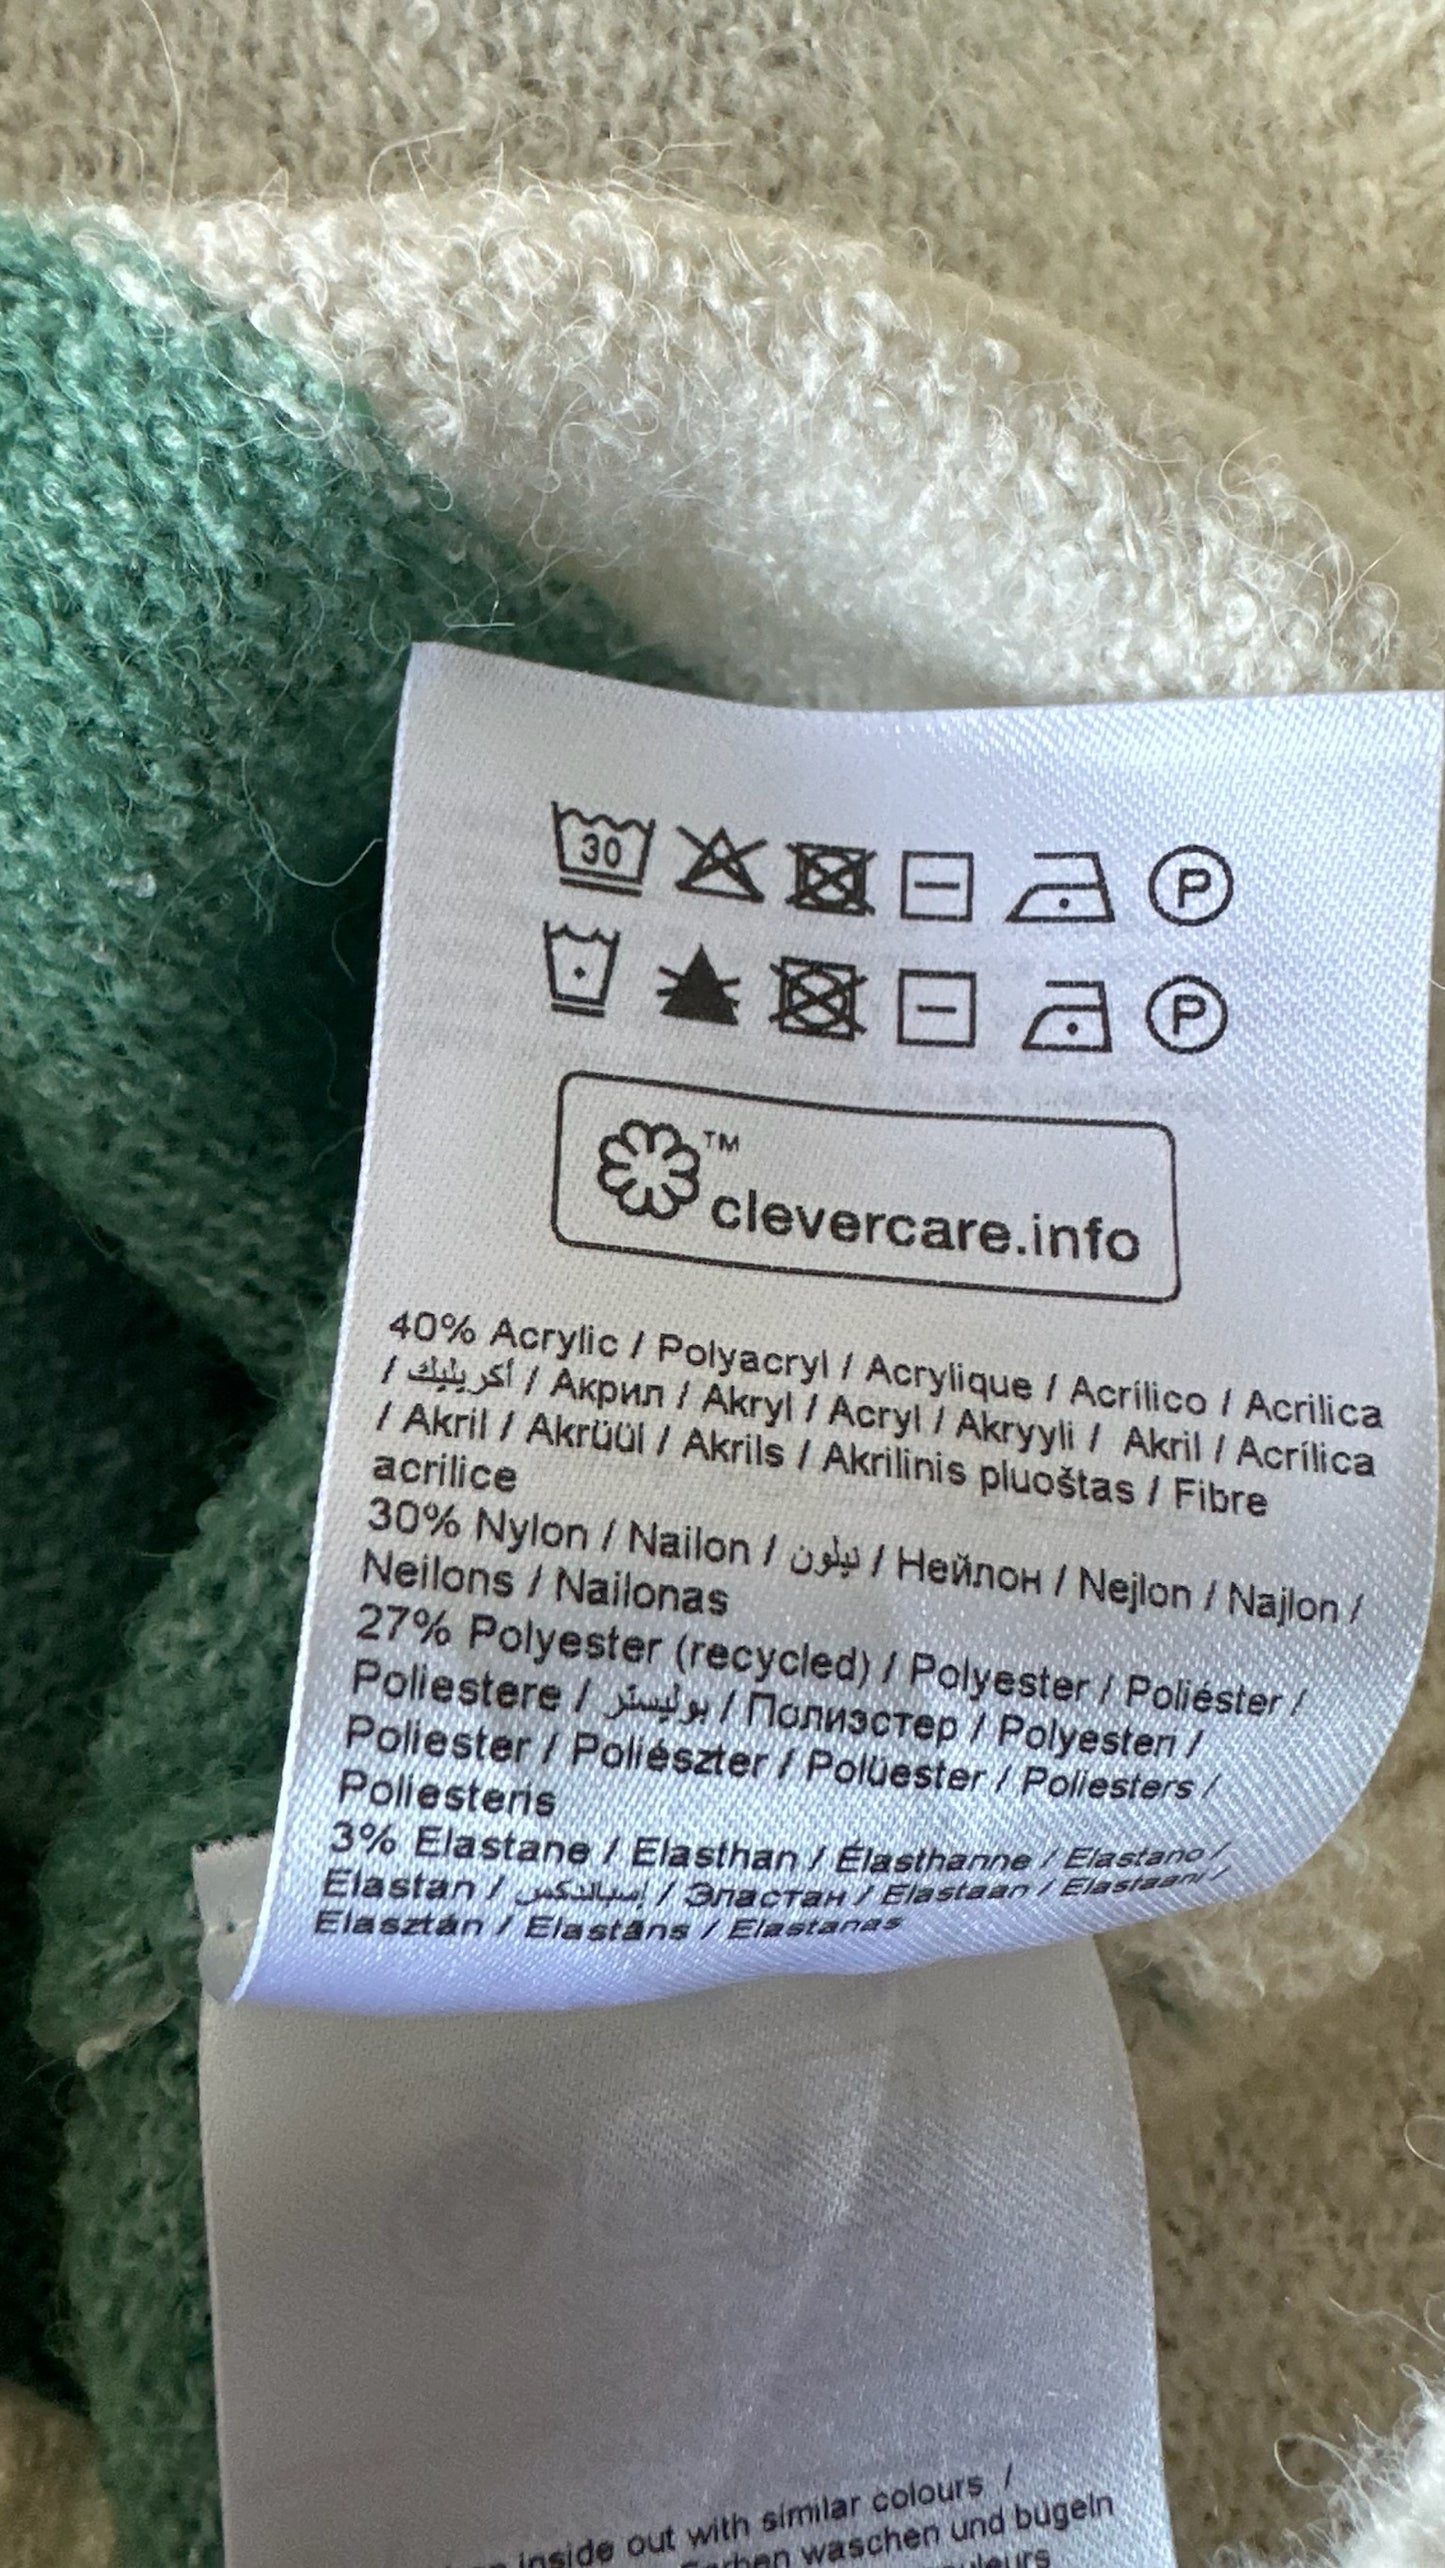 30 P
P
™
clevercare.info
40% Acrylic / Polyacryl / Acrylique / Acrílico / Acrilica
/ أكريليك / Акрил / Akryl / Acryl / Akryyli / Akril / Acrílica
/ Akril / Akrüül / Akrils / Akrilinis pluoštas / Fibre
acrilice
30% Nylon / Nailon / نيلون / Нейлон / Nejlon / Najlon /
Neilons / Nailonas
27% Polyester (recycled) / Polyester / Poliéster /
Poliestere / بوليستر / Полиэстер / Polyesteri /
Poliester / Poliészter / Polüester / Poliesters /
Poliesteris
3% Elastane / Elasthan / Élasthanne / Elastano /
Elastan / إسباندكس / Эластан / Elastaan / Elastaani /
Elasztán / Elastāns / Elastanas
inside out with similar colours /
waschen und bügeln